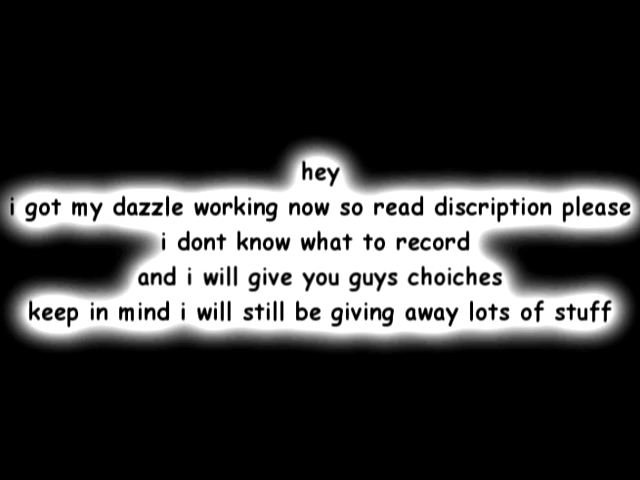 hey
i got my dazzle working now so read discription please
i dont know what to record
and i will give you guys choiches
keep in mind i will still be giving away lots of stuff